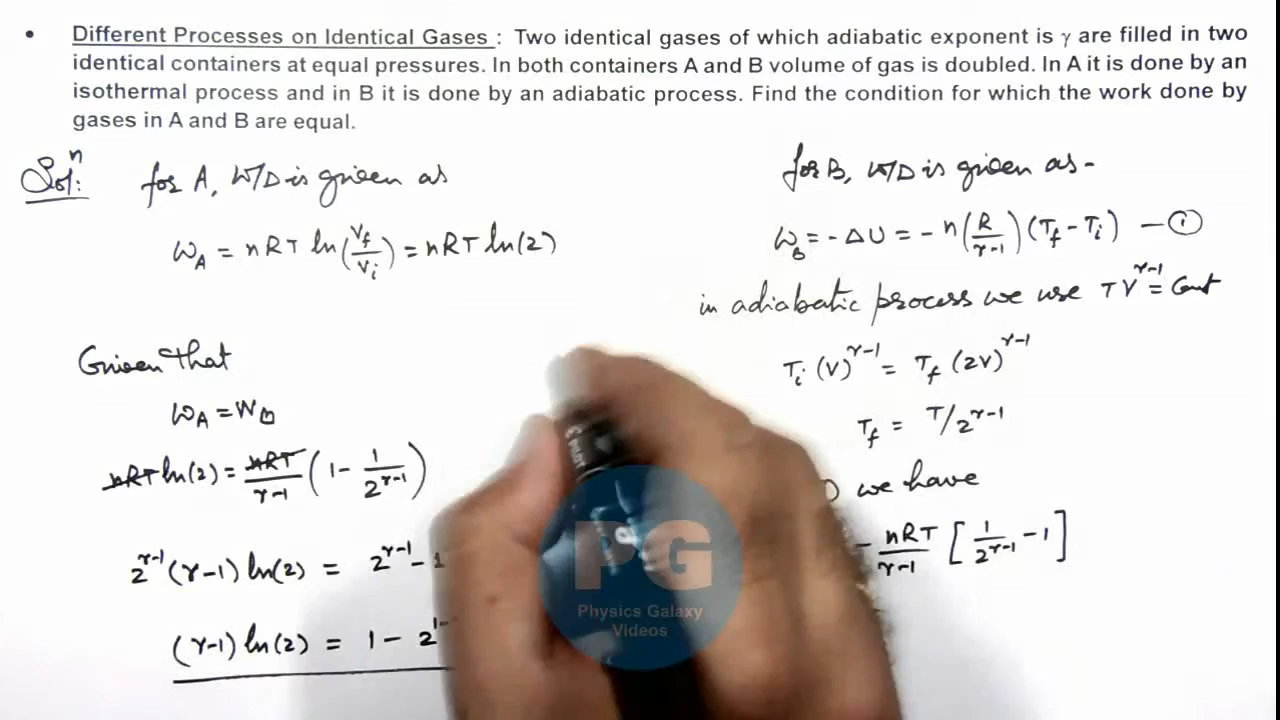 • Different Processes on Identical Gases : Two identical gases of which adiabatic exponent is γ are filled in two
identical containers at equal pressures. In both containers A and B volume of gas is doubled. In A it is done by an
isothermal process and in B it is done by an adiabatic process. Find the condition for which the work done by
gases in A and B are equal.
Solⁿ: for A, W/D is given as
W_A = nRT ln(V_f/V_i) = nRT ln(2)
Given that
W_A = W_B
nRT ln(2) = nRT/(γ-1) (1 - 1/2^(γ-1))
2^(γ-1) (γ-1) ln(2) = 2^(γ-1) - 1
(γ-1) ln(2) = 1 - 2^(1-
for B, W/D is given as -
W_B = - ΔU = - n(R/(γ-1))(T_f - T_i) — ①
in adiabatic process we use TV^(γ-1) = Const
T_i (V)^(γ-1) = T_f (2V)^(γ-1)
T_f = T/2^(γ-1)
we have
- nRT/(γ-1) [1/2^(γ-1) - 1]
PILOT
PG
Physics Galaxy
Videos